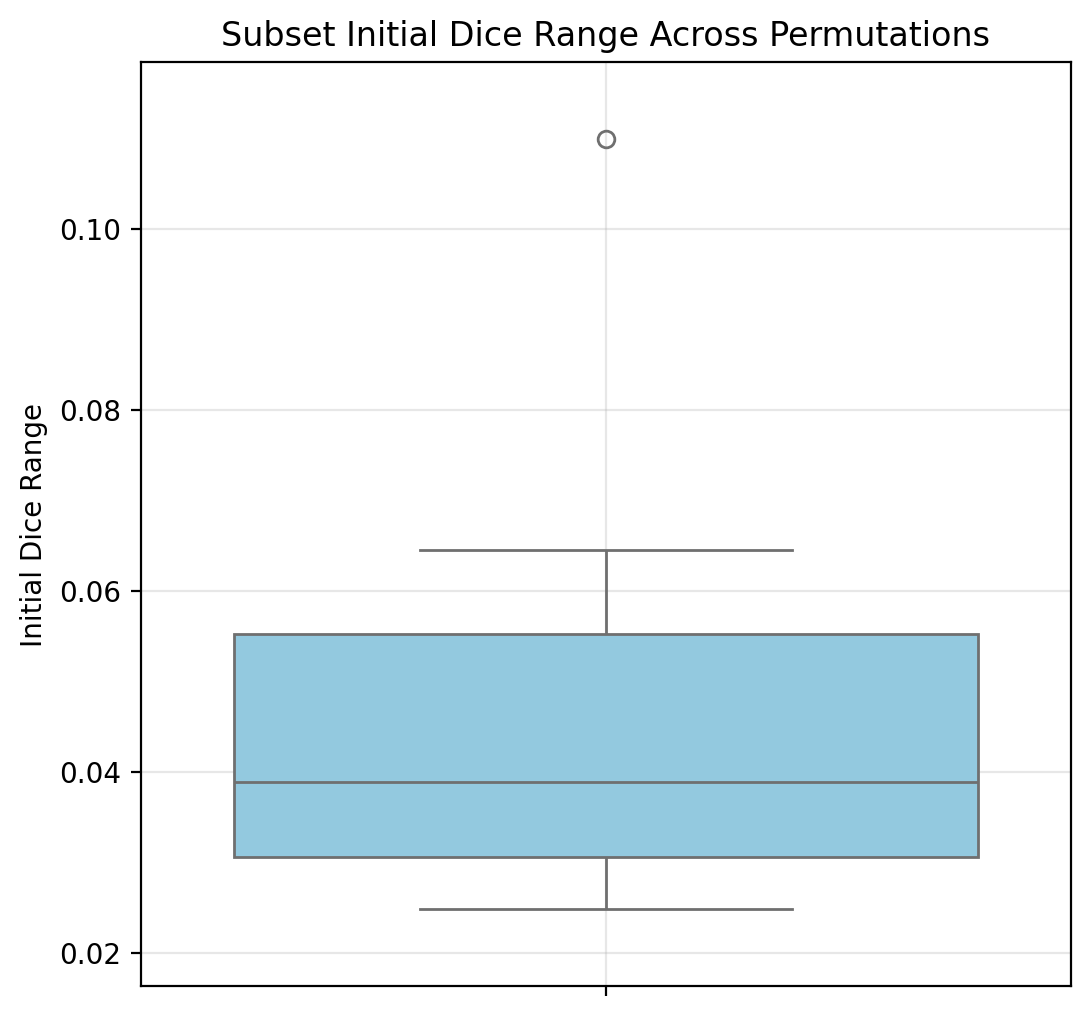 Subset Initial Dice Range Across Permutations
Initial Dice Range
0.10
0.08
0.06
0.04
0.02